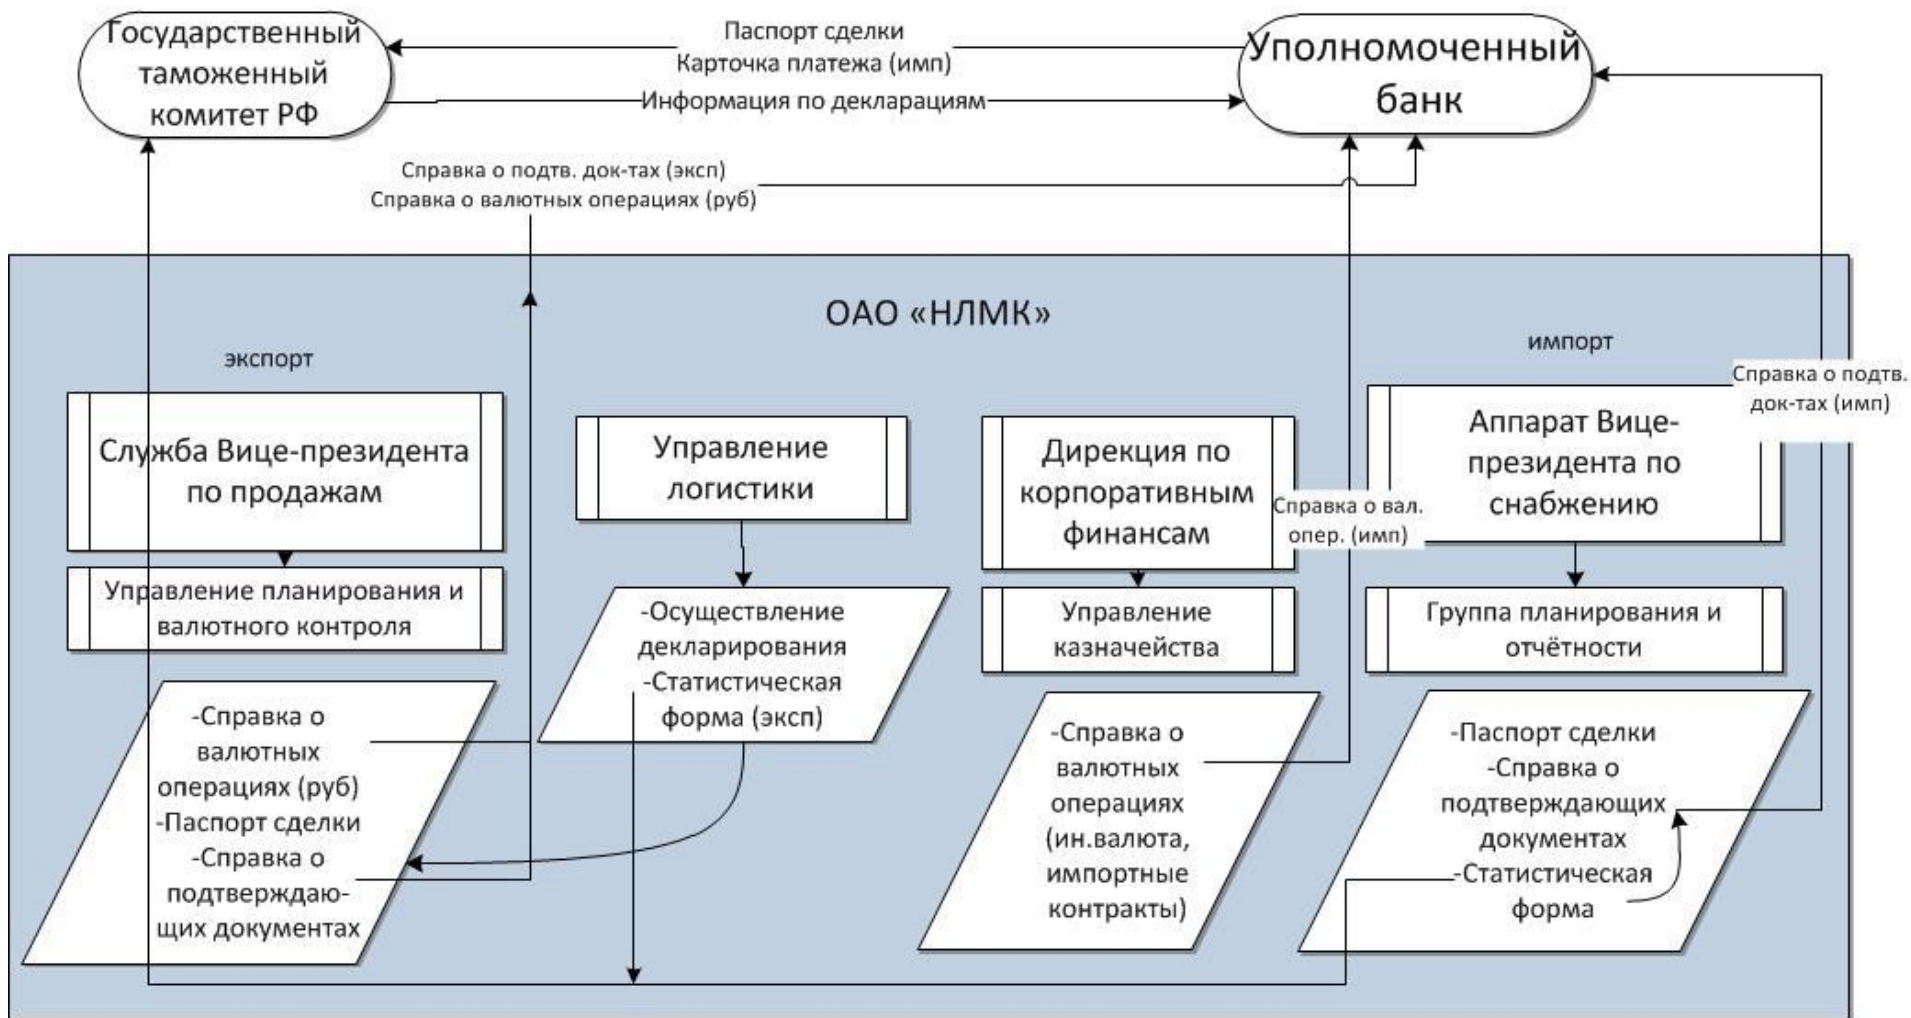 Государственный
таможенный
комитет РФ
Паспорт сделки
Карточка платежа (имп)
Информация по декларациям
Уполномоченный
банк
Справка о подтв. док-тах (эксп)
Справка о валютных операциях (руб)
ОАО «НЛМК»
экспорт
импорт
Служба Вице-президента
по продажам
Управление планирования и
валютного контроля
-Справка о
валютных
операциях (руб)
-Паспорт сделки
-Справка о
подтверждаю-
щих документах
Управление
логистики
-Осуществление
декларирования
-Статистическая
форма (эксп)
Дирекция по
корпоративным
финансам
Управление
казначейства
-Справка о
валютных
операциях
(ин.валюта,
импортные
контракты)
Справка о вал.
опер. (имп)
Аппарат Вице-
президента по
снабжению
Группа планирования и
отчётности
-Паспорт сделки
-Справка о
подтверждающих
документах
-Статистическая
форма
Справка о подтв.
док-тах (имп)